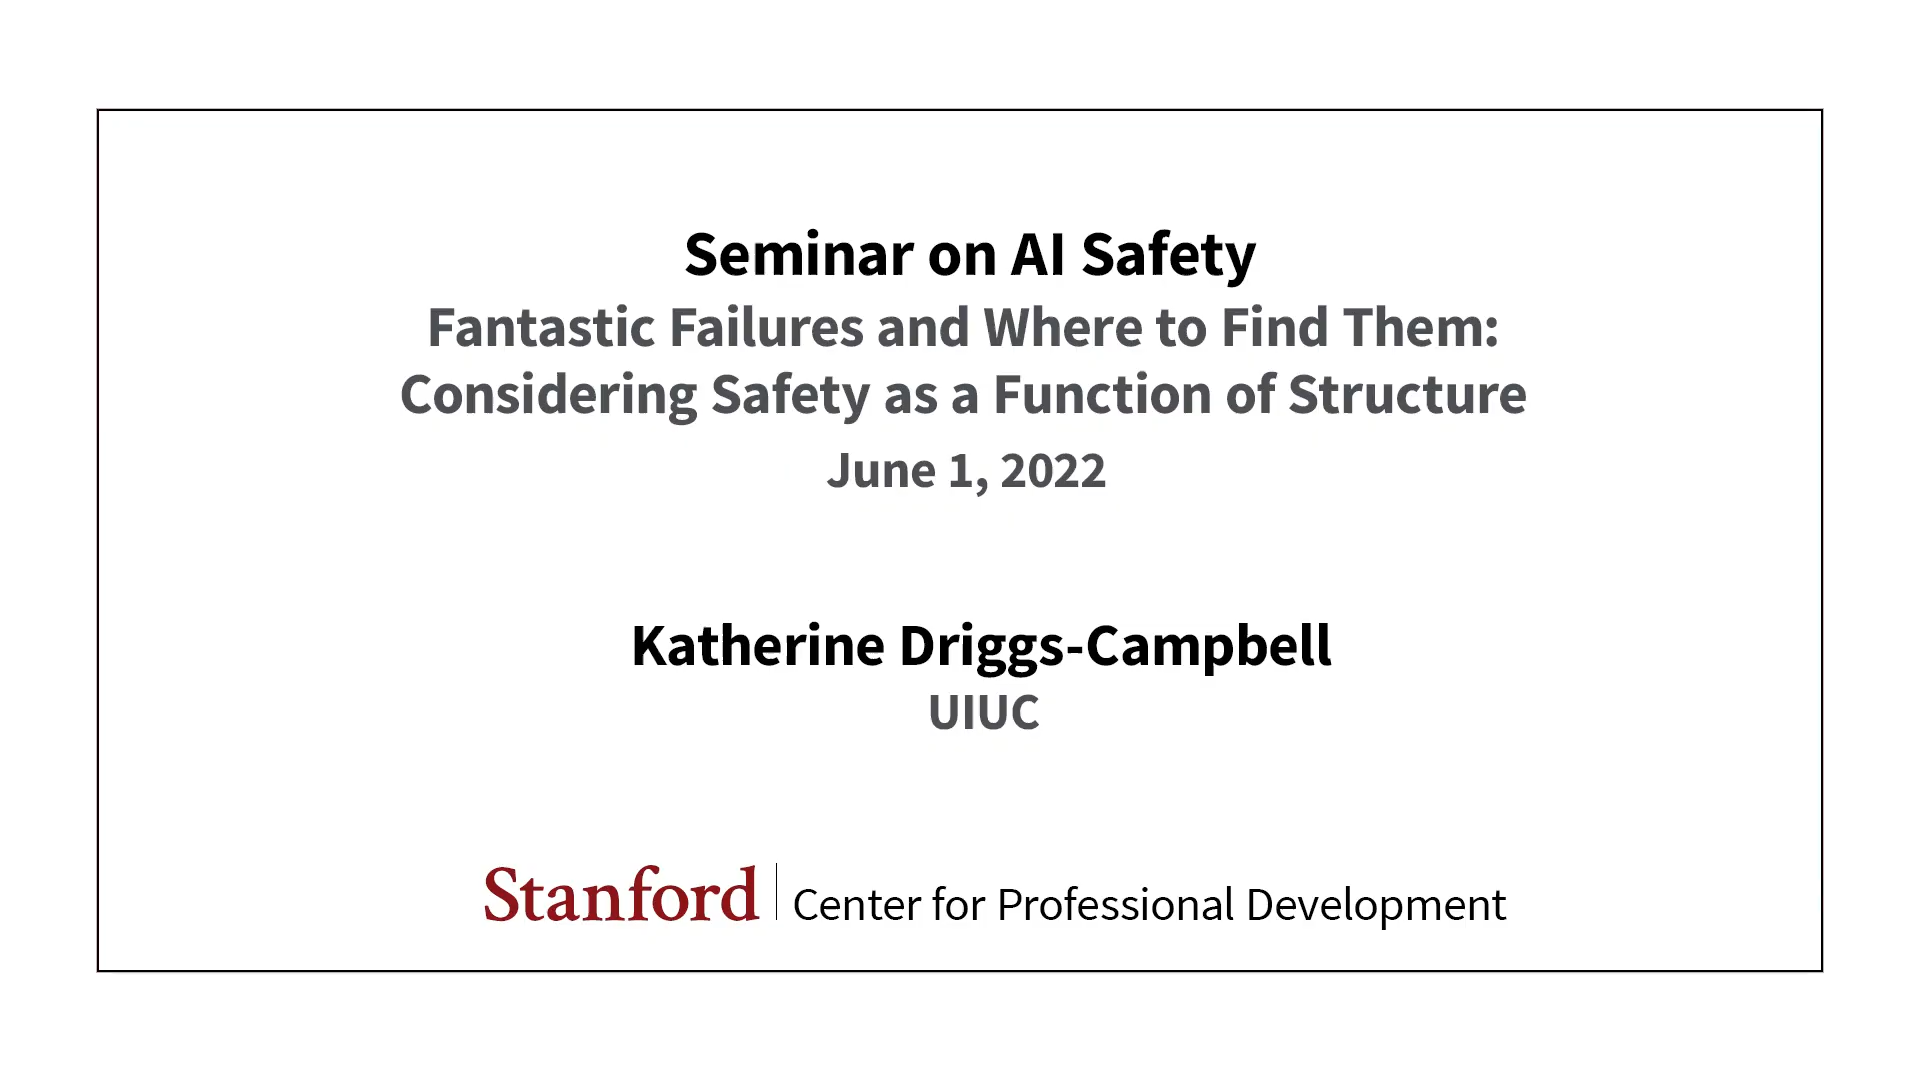 Seminar on AI Safety
Fantastic Failures and Where to Find Them:
Considering Safety as a Function of Structure
June 1, 2022
Katherine Driggs-Campbell
UIUC
Stanford Center for Professional Development